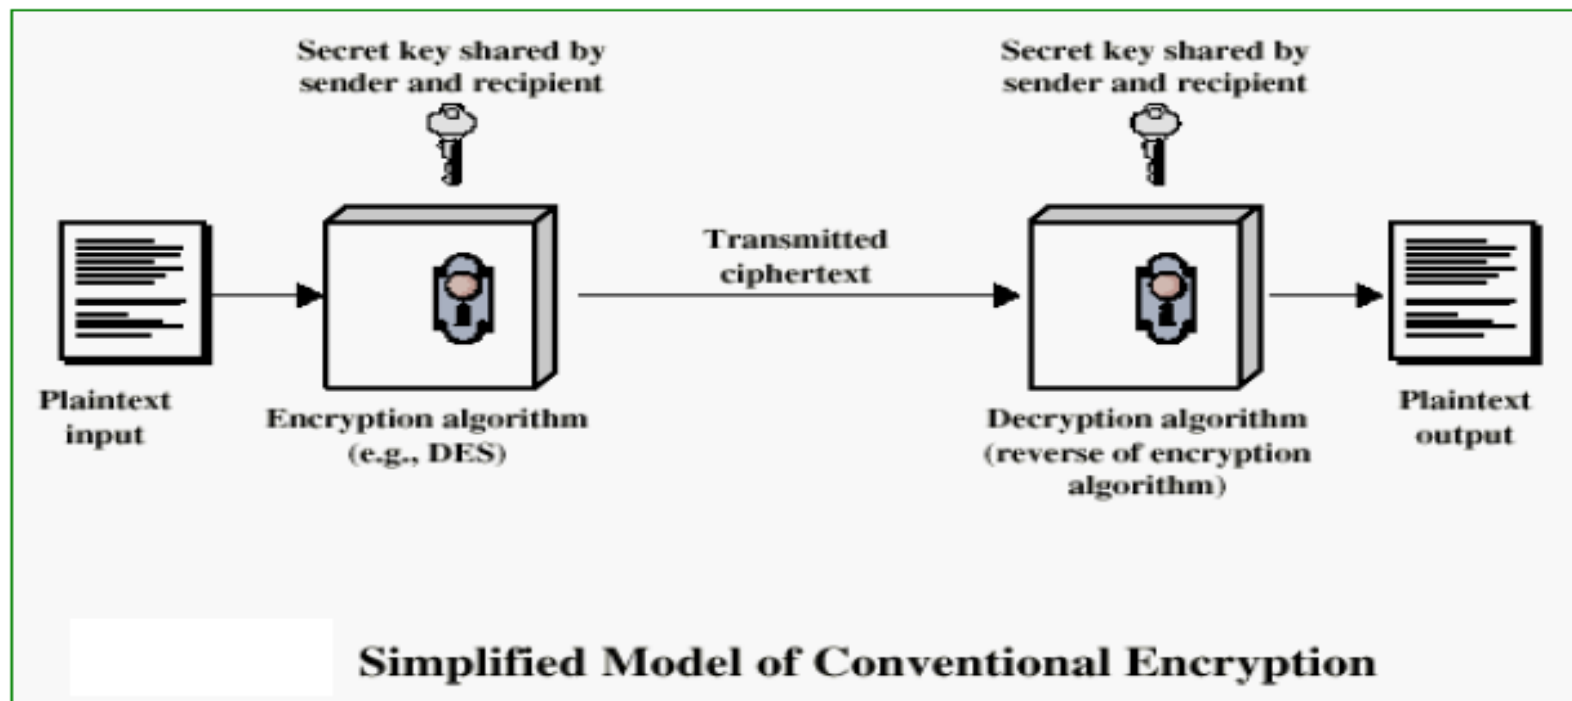 Secret key shared by
sender and recipient
Secret key shared by
sender and recipient
Transmitted
ciphertext
Plaintext
input
Encryption algorithm
(e.g., DES)
Decryption algorithm
(reverse of encryption
algorithm)
Plaintext
output
Simplified Model of Conventional Encryption